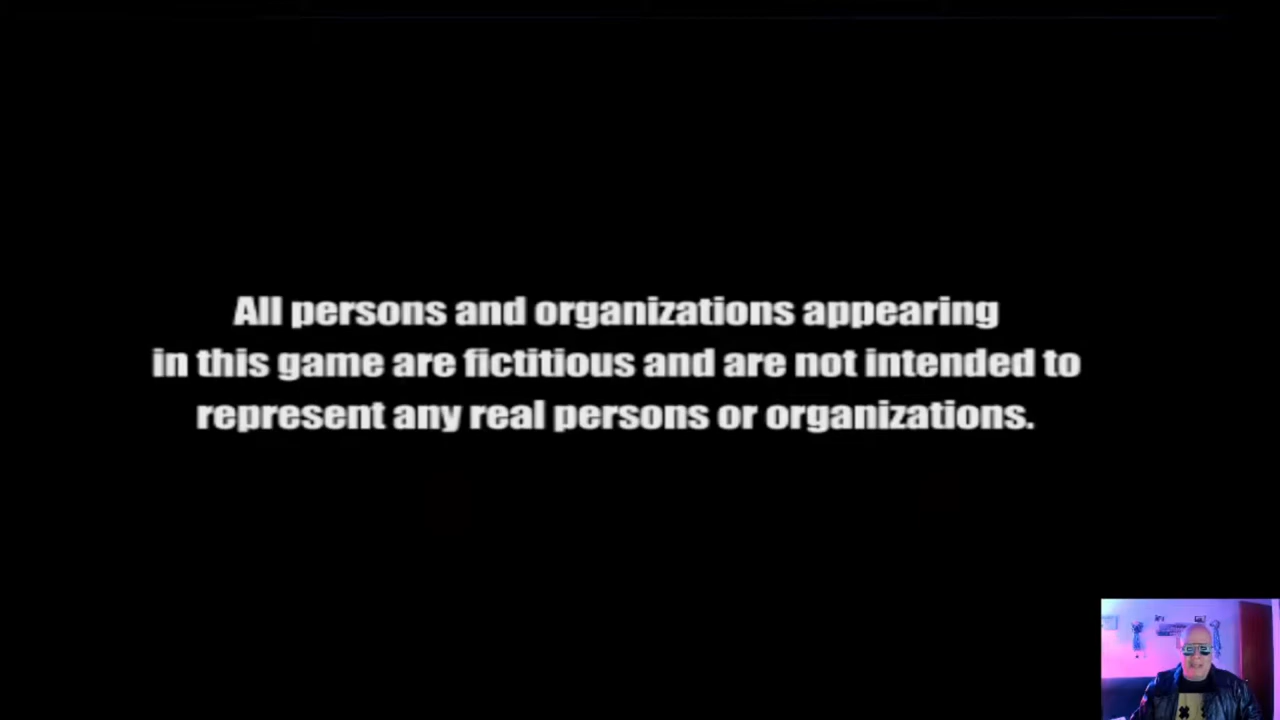 All persons and organizations appearing
in this game are fictitious and are not intended to
represent any real persons or organizations.